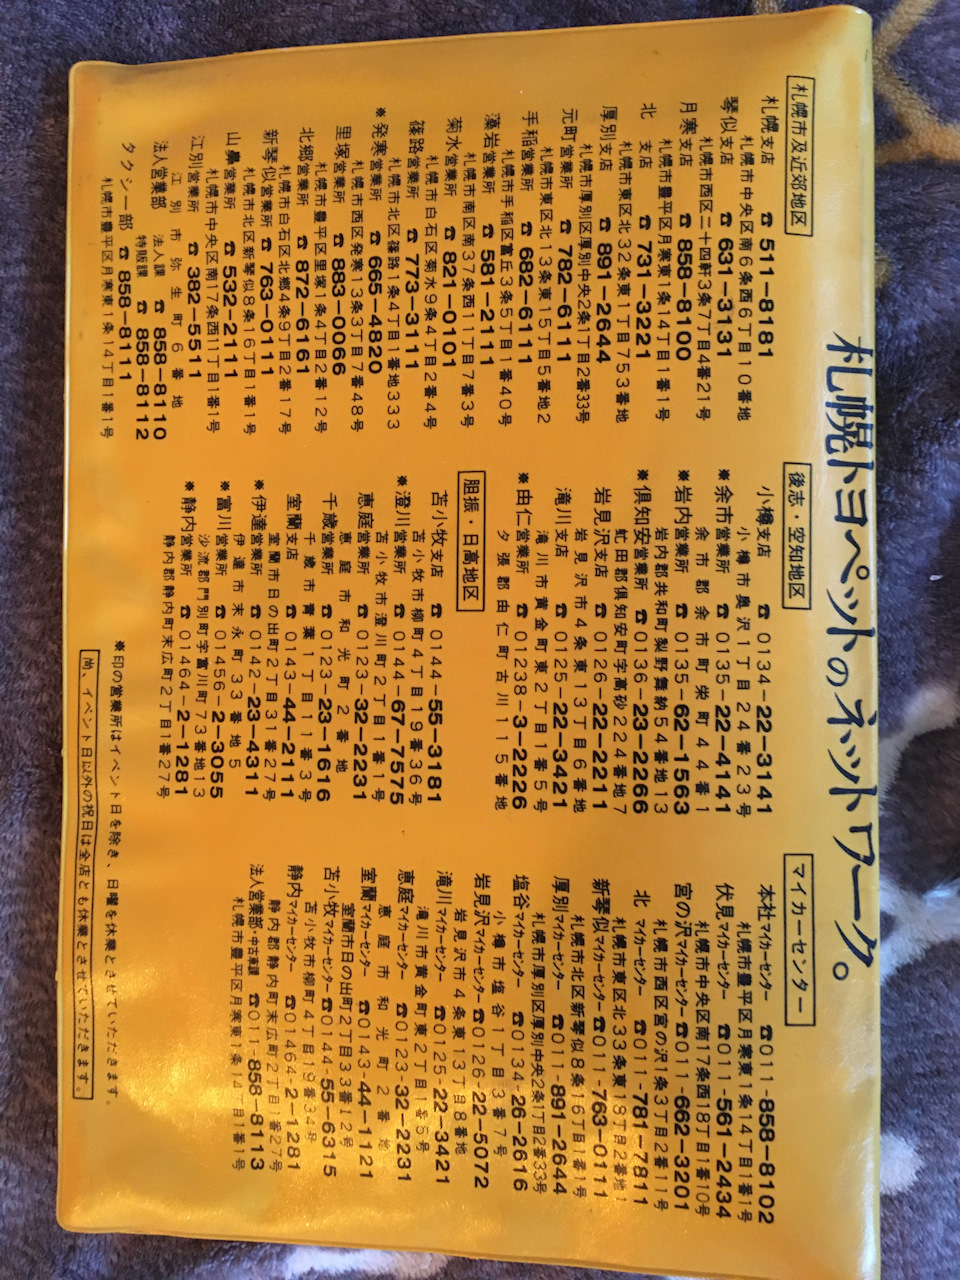 札幌トヨペットのネットワーク。
札幌市及近郊地区
札幌支店 ☎ 511-8181
札幌市中央区南6条西6丁目10番地
琴似支店 ☎ 631-3131
札幌市西区二十四軒3条7丁目4番21号
月寒支店 ☎ 858-8100
札幌市豊平区月寒東1条14丁目1番1号
北 支店 ☎ 731-3221
札幌市東区北32条東1丁目753番地
厚別支店 ☎ 891-2644
札幌市厚別区厚別中央2条1丁目2番33号
元町営業所 ☎ 782-6111
札幌市東区北13条東15丁目5番地2
手稲営業所 ☎ 682-6111
札幌市手稲区富丘3条5丁目1番40号
藻岩営業所 ☎ 581-2111
札幌市南区南37条西11丁目7番3号
菊水営業所 ☎ 821-0101
札幌市白石区菊水9条4丁目2番4号
篠路営業所 ☎ 773-3111
札幌市北区篠路1条4丁目1番地333
※発寒営業所 ☎ 665-4820
札幌市西区発寒13条3丁目7番48号
里塚営業所 ☎ 883-0066
札幌市豊平区里塚1条4丁目2番12号
北郷営業所 ☎ 872-6161
札幌市白石区北郷4条9丁目2番17号
新琴似営業所 ☎ 763-0111
札幌市北区新琴似8条16丁目1番1号
山鼻営業所 ☎ 532-2111
札幌市中央区南17条西11丁目1番1号
江別営業所 ☎ 382-5511
江別市弥生町6番地
法人営業部 法人課 ☎ 858-8110
特販課 ☎ 858-8112
タクシー部 ☎ 858-8111
札幌市豊平区月寒東1条14丁目1番1号
後志・空知地区
小樽支店 ☎ 0134-22-3141
小樽市奥沢1丁目24番23号
※余市営業所 ☎ 0135-22-4141
余市郡余市町栄町44番1
※岩内営業所 ☎ 0135-62-1563
岩内郡共和町梨野舞納54番地13
※倶知安営業所 ☎ 0136-23-2266
虻田郡倶知安町字高砂224番地7
岩見沢支店 ☎ 0126-22-2211
岩見沢市4条東13丁目6番地
滝川支店 ☎ 0125-22-3421
滝川市黄金町東2丁目1番5号
※由仁営業所 ☎ 01238-3-2226
夕張郡由仁町古川115番地
胆振・日高地区
苫小牧支店 ☎ 0144-55-3181
苫小牧市柳町4丁目19番36号
※澄川営業所 ☎ 0144-67-7575
苫小牧市澄川町2丁目1番1号
恵庭営業所 ☎ 0123-32-2231
恵庭市和光町2番地
千歳営業所 ☎ 0123-23-1616
千歳市青葉1丁目11番3号
室蘭支店 ☎ 0143-44-2111
室蘭市日の出町2丁目31番27号
※伊達営業所 ☎ 0142-23-4311
伊達市末永町33番地5
※富川営業所 ☎ 01456-2-3055
沙流郡門別町字富川町73番地13
※静内営業所 ☎ 01464-2-1281
静内郡静内町末広町2丁目1番27号
マイカーセンター
本社マイカーセンター ☎011-858-8102
札幌市豊平区月寒東1条14丁目1番1号
伏見マイカーセンター ☎011-561-2434
札幌市中央区南17条西18丁目1番10号
宮の沢マイカーセンター ☎011-662-3201
札幌市西区宮の沢1条3丁目2番11号
北 マイカーセンター ☎011-781-7811
札幌市東区北33条東18丁目2番地1
新琴似マイカーセンター ☎011-763-0111
札幌市北区新琴似8条16丁目1番1号
厚別マイカーセンター ☎011-891-2644
札幌市厚別区厚別中央2条1丁目2番33号
塩谷マイカーセンター ☎0134-26-2616
小樽市塩谷1丁目3番7号
岩見沢マイカーセンター ☎0126-22-5072
岩見沢市4条東13丁目8番地
滝川マイカーセンター ☎0125-22-3421
滝川市黄金町東2丁目1番5号
恵庭マイカーセンター ☎0123-32-2231
恵庭市和光町2番地
室蘭マイカーセンター ☎0143-44-1121
室蘭市日の出町2丁目33番12号
苫小牧マイカーセンター ☎0144-55-6315
苫小牧市柳町4丁目19番34号
静内マイカーセンター ☎01464-2-1281
静内郡静内町末広町2丁目1番27号
法人営業部・中古車課 ☎011-858-8113
札幌市豊平区月寒東1条14丁目1番1号
※印の営業所はイベント日を除き、日曜を休業とさせていただきます。
尚、イベント日以外の祝日は全店とも休業とさせていただきます。